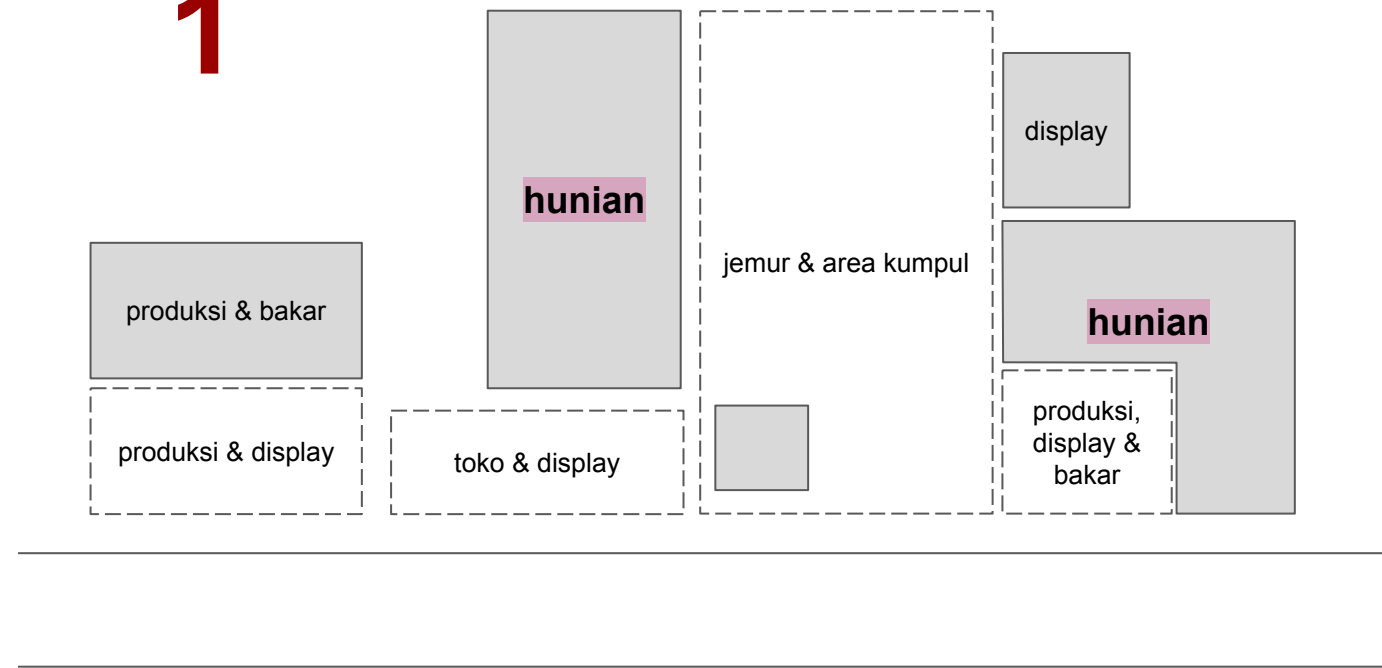 1
display
hunian
jemur & area kumpul
produksi & bakar
hunian
produksi,
display &
bakar
produksi & display
toko & display